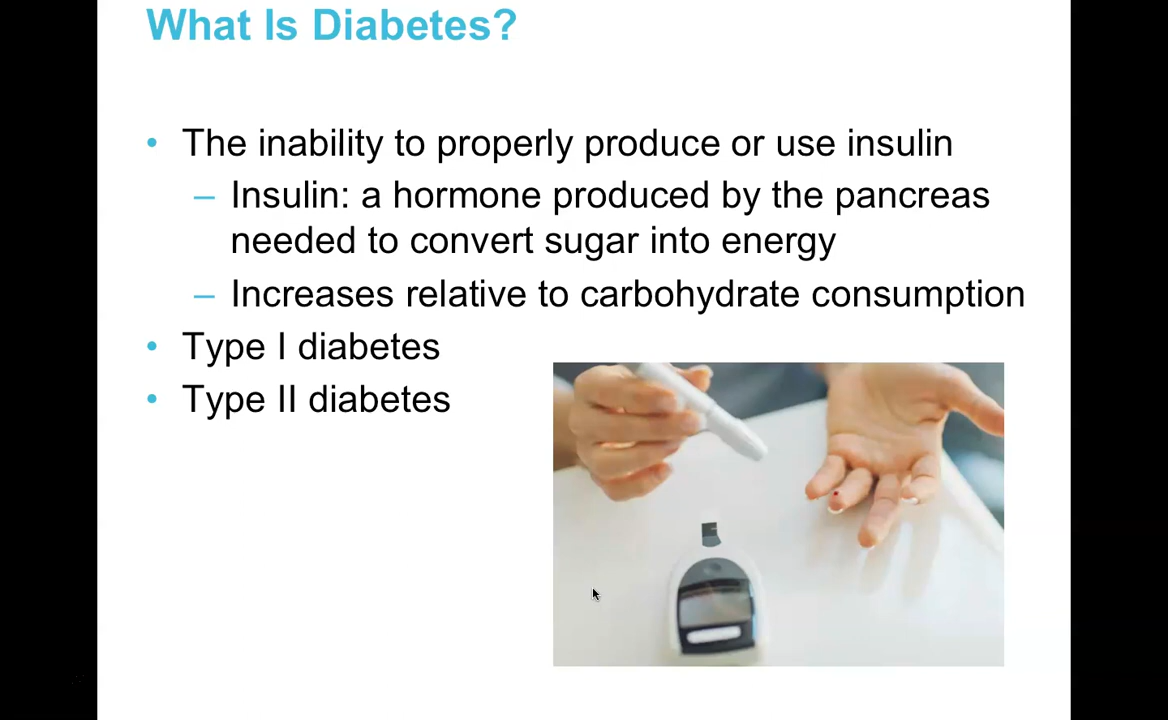 What Is Diabetes?
• The inability to properly produce or use insulin
– Insulin: a hormone produced by the pancreas
needed to convert sugar into energy
– Increases relative to carbohydrate consumption
• Type I diabetes
• Type II diabetes